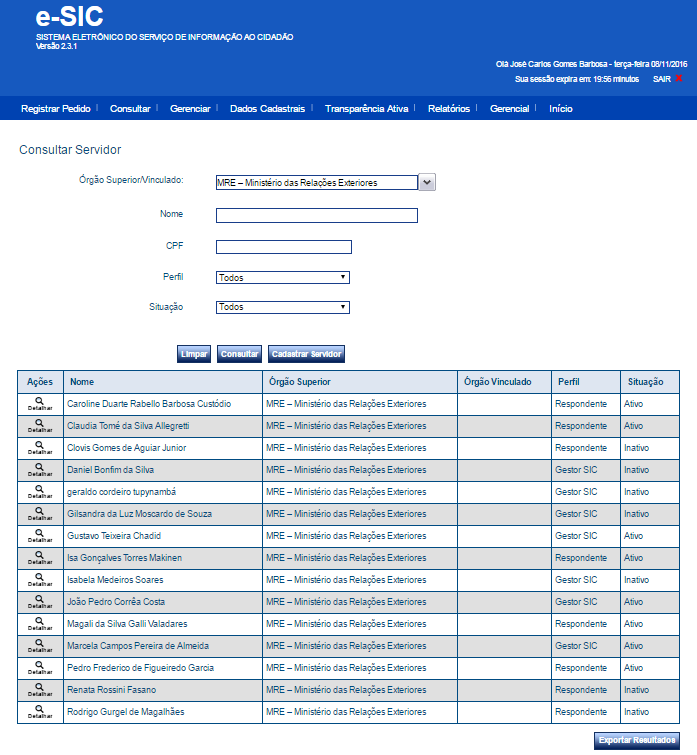 e-SIC
SISTEMA ELETRÔNICO DO SERVIÇO DE INFORMAÇÃO AO CIDADÃO
Versão 2.3.1
Olá José Carlos Gomes Barbosa - terça-feira 08/11/2016
Sua sessão expira em: 19:56 minutos SAIR
Registrar Pedido | Consultar | Gerenciar | Dados Cadastrais | Transparência Ativa | Relatórios | Gerencial | Início
Consultar Servidor
Órgão Superior/Vinculado: MRE – Ministério das Relações Exteriores
Nome
CPF
Perfil Todos
Situação Todos
Limpar Consultar Cadastrar Servidor
Ações Nome Órgão Superior Órgão Vinculado Perfil Situação
Detalhar Caroline Duarte Rabello Barbosa Custódio MRE – Ministério das Relações Exteriores Respondente Ativo
Detalhar Claudia Tomé da Silva Allegretti MRE – Ministério das Relações Exteriores Respondente Ativo
Detalhar Clovis Gomes de Aguiar Junior MRE – Ministério das Relações Exteriores Respondente Inativo
Detalhar Daniel Bonfim da Silva MRE – Ministério das Relações Exteriores Gestor SIC Inativo
Detalhar geraldo cordeiro tupynambá MRE – Ministério das Relações Exteriores Gestor SIC Inativo
Detalhar Gilsandra da Luz Moscardo de Souza MRE – Ministério das Relações Exteriores Gestor SIC Inativo
Detalhar Gustavo Teixeira Chadid MRE – Ministério das Relações Exteriores Gestor SIC Ativo
Detalhar Isa Gonçalves Torres Makinen MRE – Ministério das Relações Exteriores Respondente Ativo
Detalhar Isabela Medeiros Soares MRE – Ministério das Relações Exteriores Gestor SIC Inativo
Detalhar João Pedro Corrêa Costa MRE – Ministério das Relações Exteriores Gestor SIC Ativo
Detalhar Magali da Silva Galli Valadares MRE – Ministério das Relações Exteriores Respondente Ativo
Detalhar Marcela Campos Pereira de Almeida MRE – Ministério das Relações Exteriores Gestor SIC Ativo
Detalhar Pedro Frederico de Figueiredo Garcia MRE – Ministério das Relações Exteriores Respondente Ativo
Detalhar Renata Rossini Fasano MRE – Ministério das Relações Exteriores Respondente Inativo
Detalhar Rodrigo Gurgel de Magalhães MRE – Ministério das Relações Exteriores Respondente Inativo
Exportar Resultados